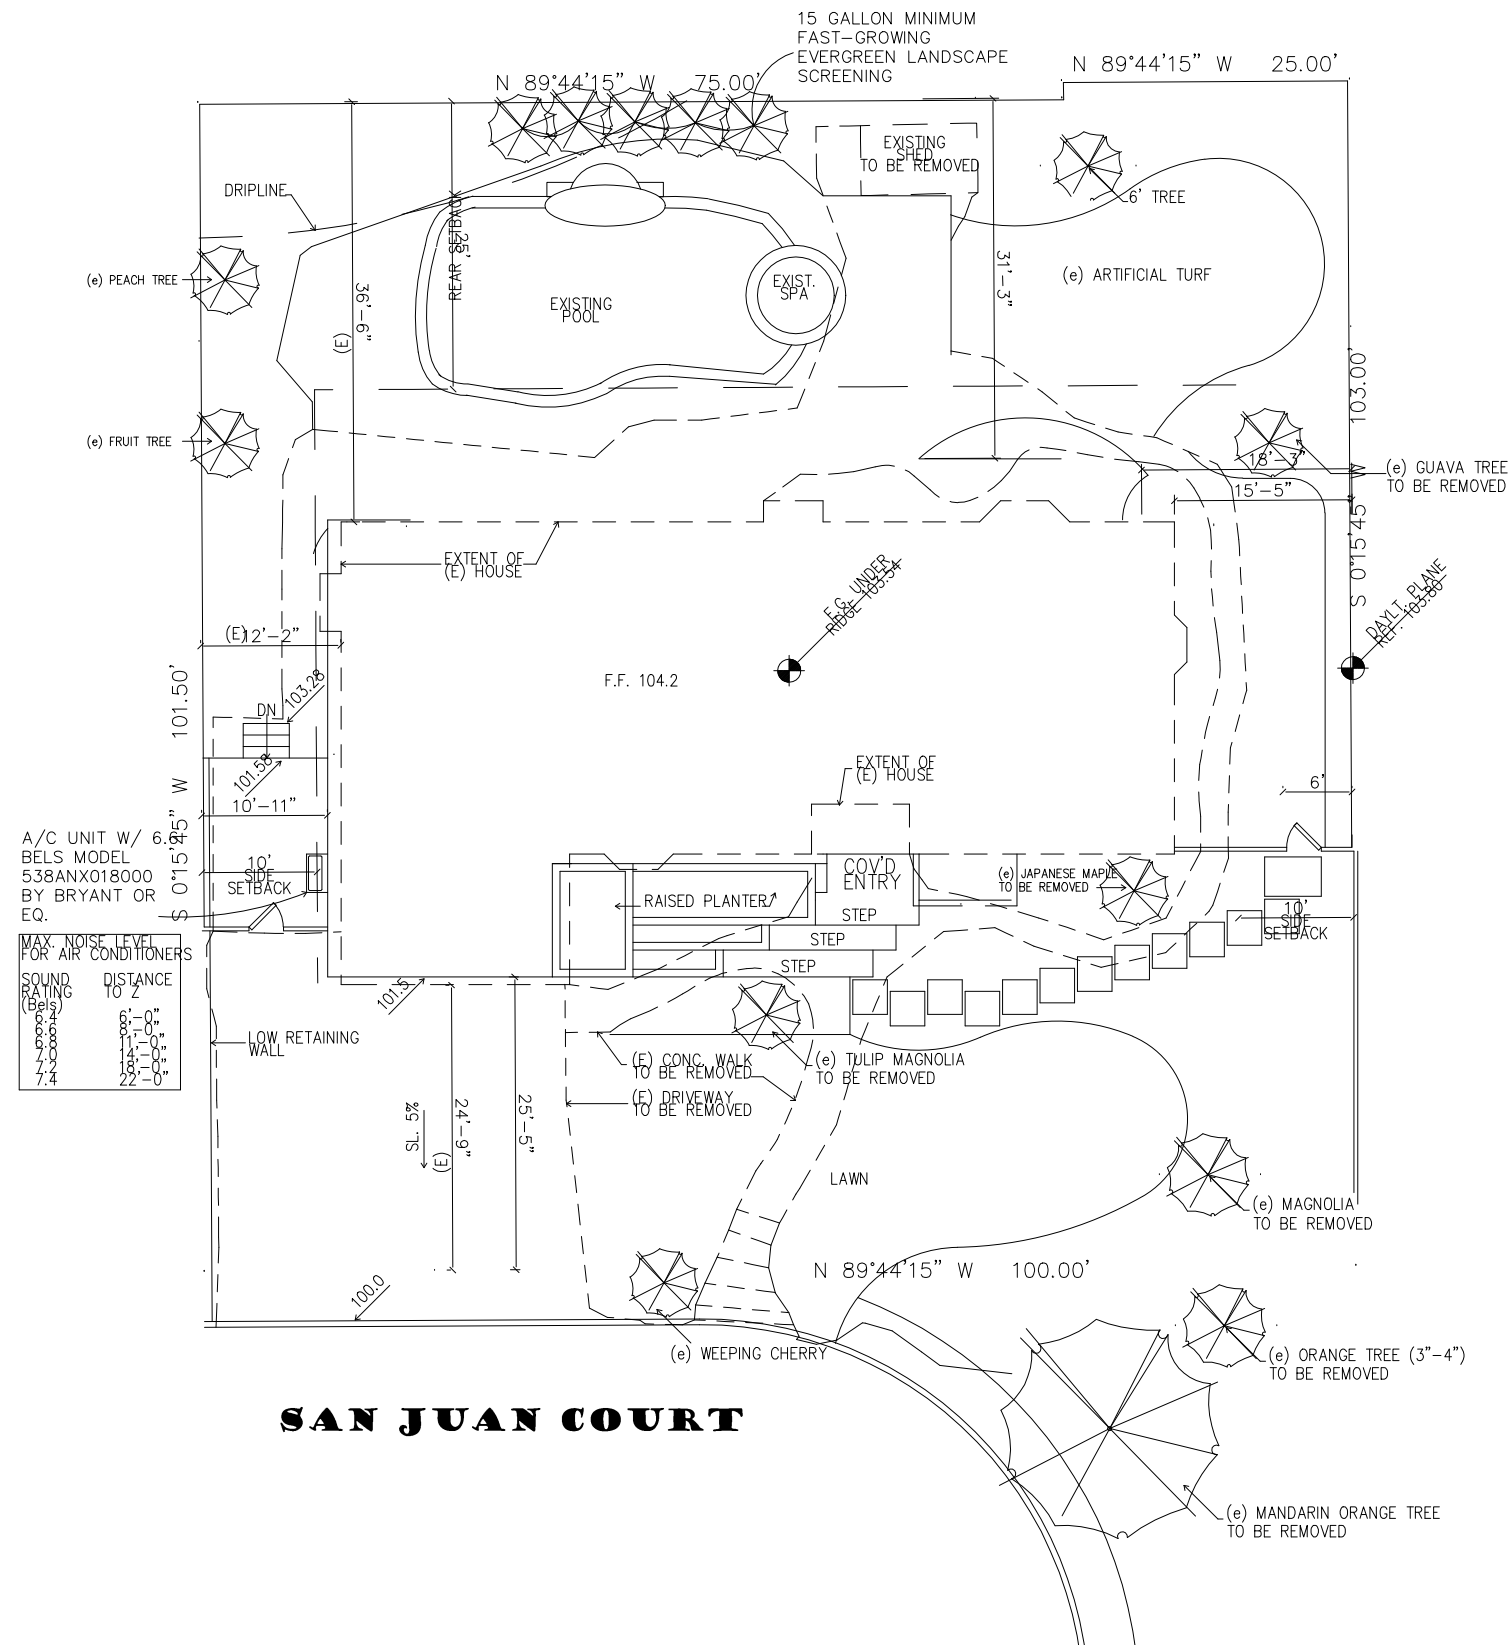 15 GALLON MINIMUM
FAST-GROWING
EVERGREEN LANDSCAPE
SCREENING
N 89°44'15" W 75.00'
N 89°44'15" W 25.00'
EXISTING
SHED
TO BE REMOVED
6' TREE
DRIPLINE
REAR SETBACK
25'
(e) PEACH TREE
36'-6"
(E)
EXISTING
POOL
EXIST.
SPA
31'-3"
(e) ARTIFICIAL TURF
(e) FRUIT TREE
S 0°15'45" W 103.00'
18'-3"
15'-5"
(e) GUAVA TREE
TO BE REMOVED
EXTENT OF
(E) HOUSE
F.G. UNDER
RIDGE 103.54
DAYLT. PLANE
REF. 103.80
(E)12'-2"
F.F. 104.2
103.28
DN
101.58
S 0°15'45" W 101.50'
10'-11"
EXTENT OF
(E) HOUSE
6'
A/C UNIT W/ 6.6
BELS MODEL
538ANX018000
BY BRYANT OR
EQ.
10'
SIDE
SETBACK
COV'D
ENTRY
(e) JAPANESE MAPLE
TO BE REMOVED
RAISED PLANTER
STEP
STEP
STEP
10'
SIDE
SETBACK
MAX. NOISE LEVEL
FOR AIR CONDITIONERS
SOUND DISTANCE
RATING TO Z
(Bels)
6.4 6'-0"
6.6 8'-0"
6.8 11'-0"
7.0 14'-0"
7.2 18'-0"
7.4 22'-0"
101.5
LOW RETAINING
WALL
(E) CONC. WALK
TO BE REMOVED
(e) TULIP MAGNOLIA
TO BE REMOVED
(E) DRIVEWAY
TO BE REMOVED
SL. 5%
24'-9"
(E)
25'-5"
LAWN
(e) MAGNOLIA
TO BE REMOVED
N 89°44'15" W 100.00'
100.0
(e) WEEPING CHERRY
(e) ORANGE TREE (3"-4")
TO BE REMOVED
SAN JUAN COURT
(e) MANDARIN ORANGE TREE
TO BE REMOVED